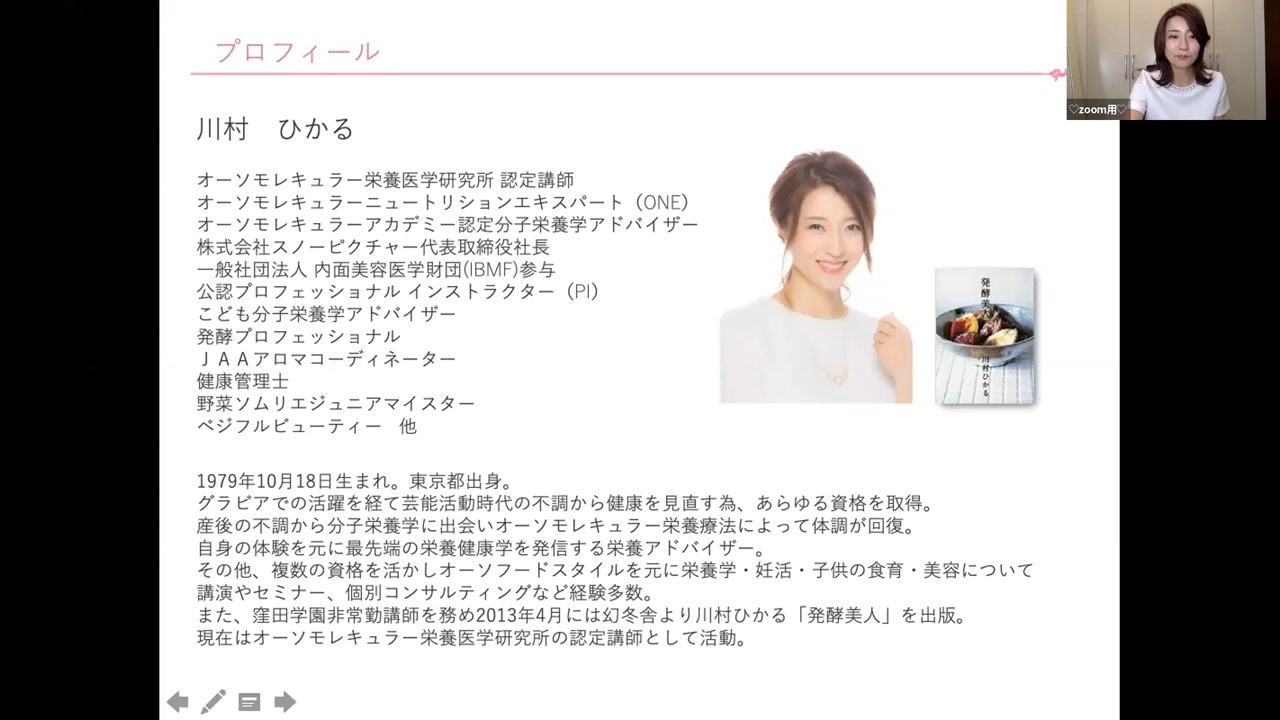 プロフィール
♡zoom用♡
川村　ひかる
オーソモレキュラー栄養医学研究所 認定講師
オーソモレキュラーニュートリションエキスパート（ONE）
オーソモレキュラーアカデミー認定分子栄養学アドバイザー
株式会社スノーピクチャー代表取締役社長
一般社団法人 内面美容医学財団(IBMF)参与
公認プロフェッショナル インストラクター（PI）
こども分子栄養学アドバイザー
発酵プロフェッショナル
ＪＡＡアロマコーディネーター
健康管理士
野菜ソムリエジュニアマイスター
ベジフルビューティー　他
発酵美人
川村ひかる
1979年10月18日生まれ。東京都出身。
グラビアでの活躍を経て芸能活動時代の不調から健康を見直す為、あらゆる資格を取得。
産後の不調から分子栄養学に出会いオーソモレキュラー栄養療法によって体調が回復。
自身の体験を元に最先端の栄養健康学を発信する栄養アドバイザー。
その他、複数の資格を活かしオーソフードスタイルを元に栄養学・妊活・子供の食育・美容について
講演やセミナー、個別コンサルティングなど経験多数。
また、窪田学園非常勤講師を務め2013年4月には幻冬舎より川村ひかる「発酵美人」を出版。
現在はオーソモレキュラー栄養医学研究所の認定講師として活動。